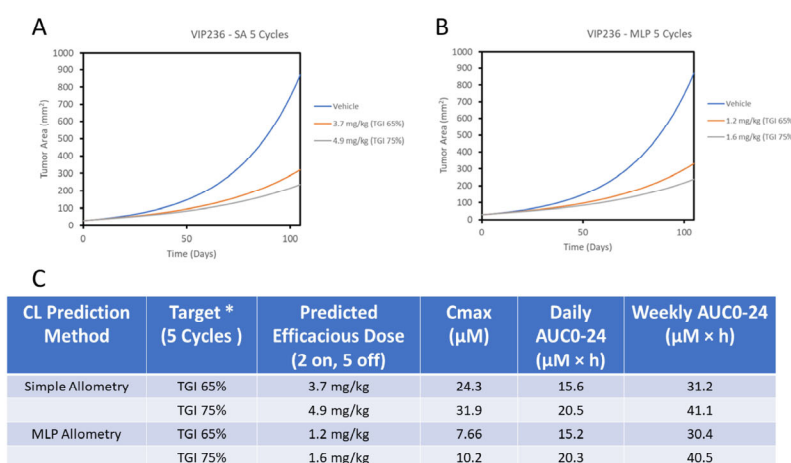 A
VIP236 - SA 5 Cycles
1000
900
800
700
600
500
400
300
200
100
0
Tumor Area (mm²)
0
50
100
Time (Days)
Vehicle
3.7 mg/kg (TGI 65%)
4.9 mg/kg (TGI 75%)
B
VIP236 - MLP 5 Cycles
1000
900
800
700
600
500
400
300
200
100
0
Tumor Area (mm²)
0
50
100
Time (Days)
Vehicle
1.2 mg/kg (TGI 65%
1.6 mg/kg (TGI 75%
C
CL Prediction Method Target * (5 Cycles ) Predicted Efficacious Dose (2 on, 5 off) Cmax (µM) Daily AUC0-24 (µM × h) Weekly AUC0-24 (µM × h)
Simple Allometry TGI 65% 3.7 mg/kg 24.3 15.6 31.2
TGI 75% 4.9 mg/kg 31.9 20.5 41.1
MLP Allometry TGI 65% 1.2 mg/kg 7.66 15.2 30.4
TGI 75% 1.6 mg/kg 10.2 20.3 40.5